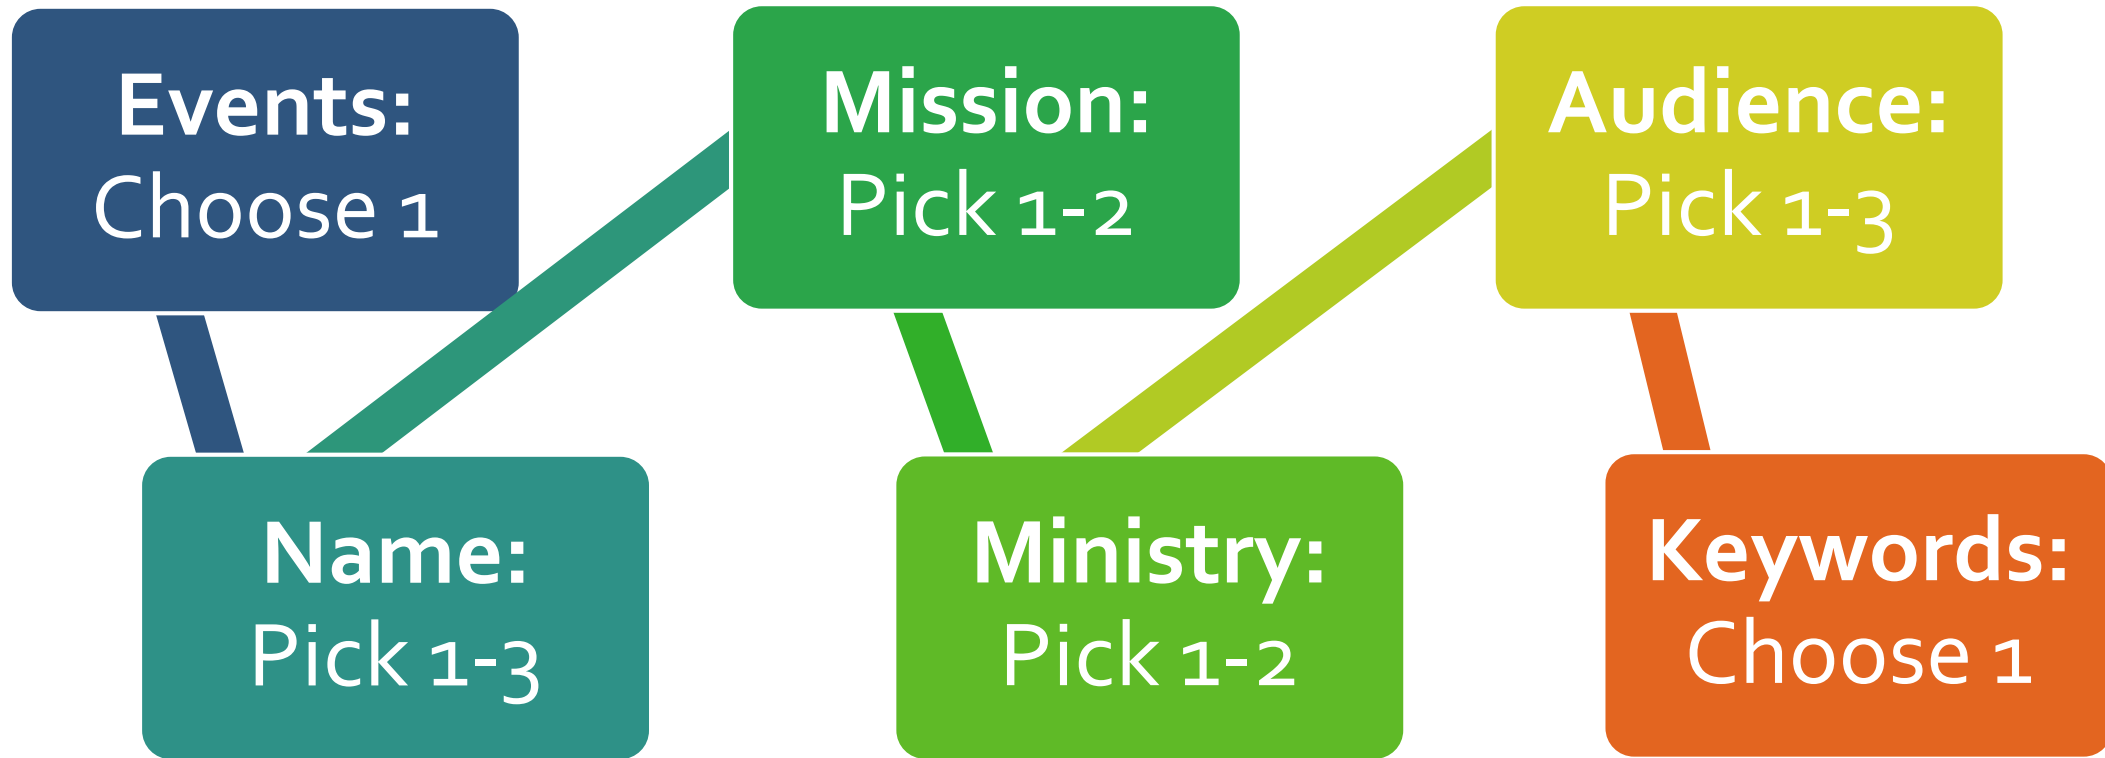 Events:
Choose 1
Name:
Pick 1-3
Mission:
Pick 1-2
Ministry:
Pick 1-2
Audience:
Pick 1-3
Keywords:
Choose 1